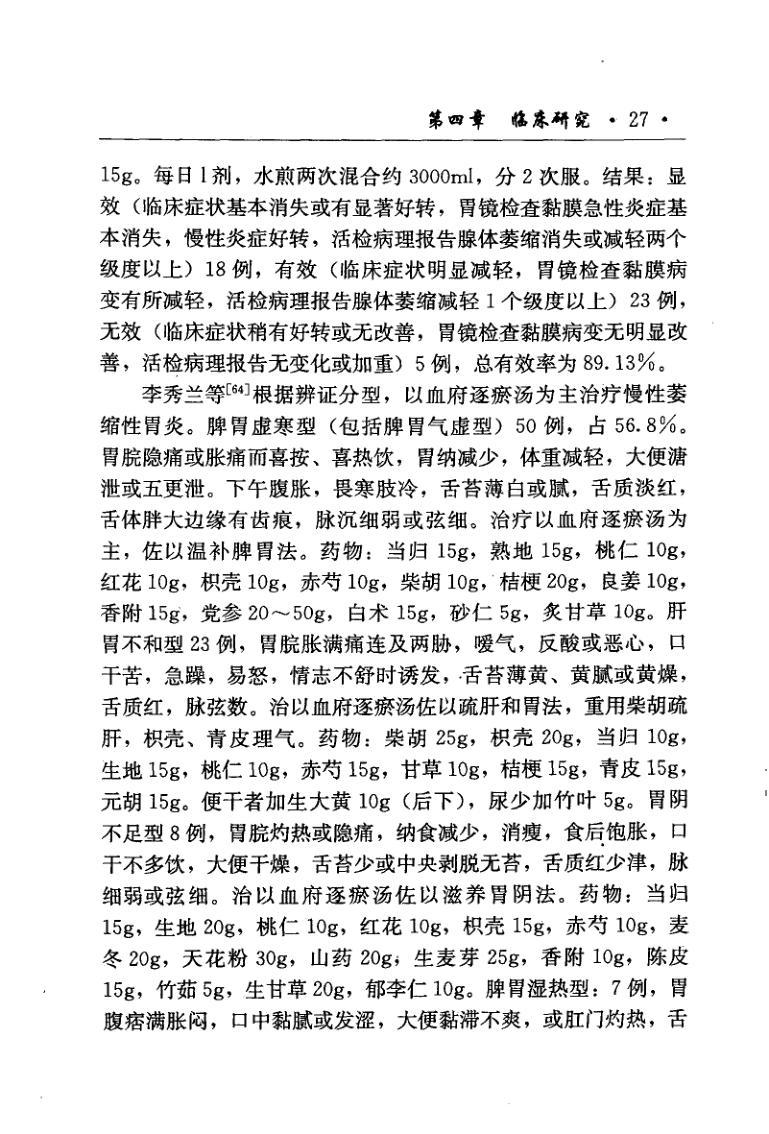 第四章 临床研究 · 27 ·
15g。每日1剂，水煎两次混合约 3000ml，分 2 次服。结果：显
效（临床症状基本消失或有显著好转，胃镜检查黏膜急性炎症基
本消失，慢性炎症好转，活检病理报告腺体萎缩消失或减轻两个
级度以上）18 例，有效（临床症状明显减轻，胃镜检查黏膜病
变有所减轻，活检病理报告腺体萎缩减轻 1 个级度以上）23 例，
无效（临床症状稍有好转或无改善，胃镜检查黏膜病变无明显改
善，活检病理报告无变化或加重）5 例，总有效率为 89.13%。
李秀兰等[64]根据辨证分型，以血府逐瘀汤为主治疗慢性萎
缩性胃炎。脾胃虚寒型（包括脾胃气虚型）50 例，占 56.8%。
胃脘隐痛或胀痛而喜按、喜热饮，胃纳减少，体重减轻，大便溏
泄或五更泄。下午腹胀，畏寒肢冷，舌苔薄白或腻，舌质淡红，
舌体胖大边缘有齿痕，脉沉细弱或弦细。治疗以血府逐瘀汤为
主，佐以温补脾胃法。药物：当归 15g，熟地 15g，桃仁 10g，
红花 10g，枳壳 10g，赤芍 10g，柴胡 10g，桔梗 20g，良姜 10g，
香附 15g，党参 20～50g，白术 15g，砂仁 5g，炙甘草 10g。肝
胃不和型 23 例，胃脘胀满痛连及两胁，嗳气，反酸或恶心，口
干苦，急躁，易怒，情志不舒时诱发，舌苔薄黄、黄腻或黄燥，
舌质红，脉弦数。治以血府逐瘀汤佐以疏肝和胃法，重用柴胡疏
肝，枳壳、青皮理气。药物：柴胡 25g，枳壳 20g，当归 10g，
生地 15g，桃仁 10g，赤芍 15g，甘草 10g，桔梗 15g，青皮 15g，
元胡 15g。便干者加生大黄 10g（后下），尿少加竹叶 5g。胃阴
不足型 8 例，胃脘灼热或隐痛，纳食减少，消瘦，食后饱胀，口
干不多饮，大便干燥，舌苔少或中央剥脱无苔，舌质红少津，脉
细弱或弦细。治以血府逐瘀汤佐以滋养胃阴法。药物：当归
15g，生地 20g，桃仁 10g，红花 10g，枳壳 15g，赤芍 10g，麦
冬 20g，天花粉 30g，山药 20g；生麦芽 25g，香附 10g，陈皮
15g，竹茹 5g，生甘草 20g，郁李仁 10g。脾胃湿热型：7 例，胃
腹痞满胀闷，口中黏腻或发涩，大便黏滞不爽，或肛门灼热，舌